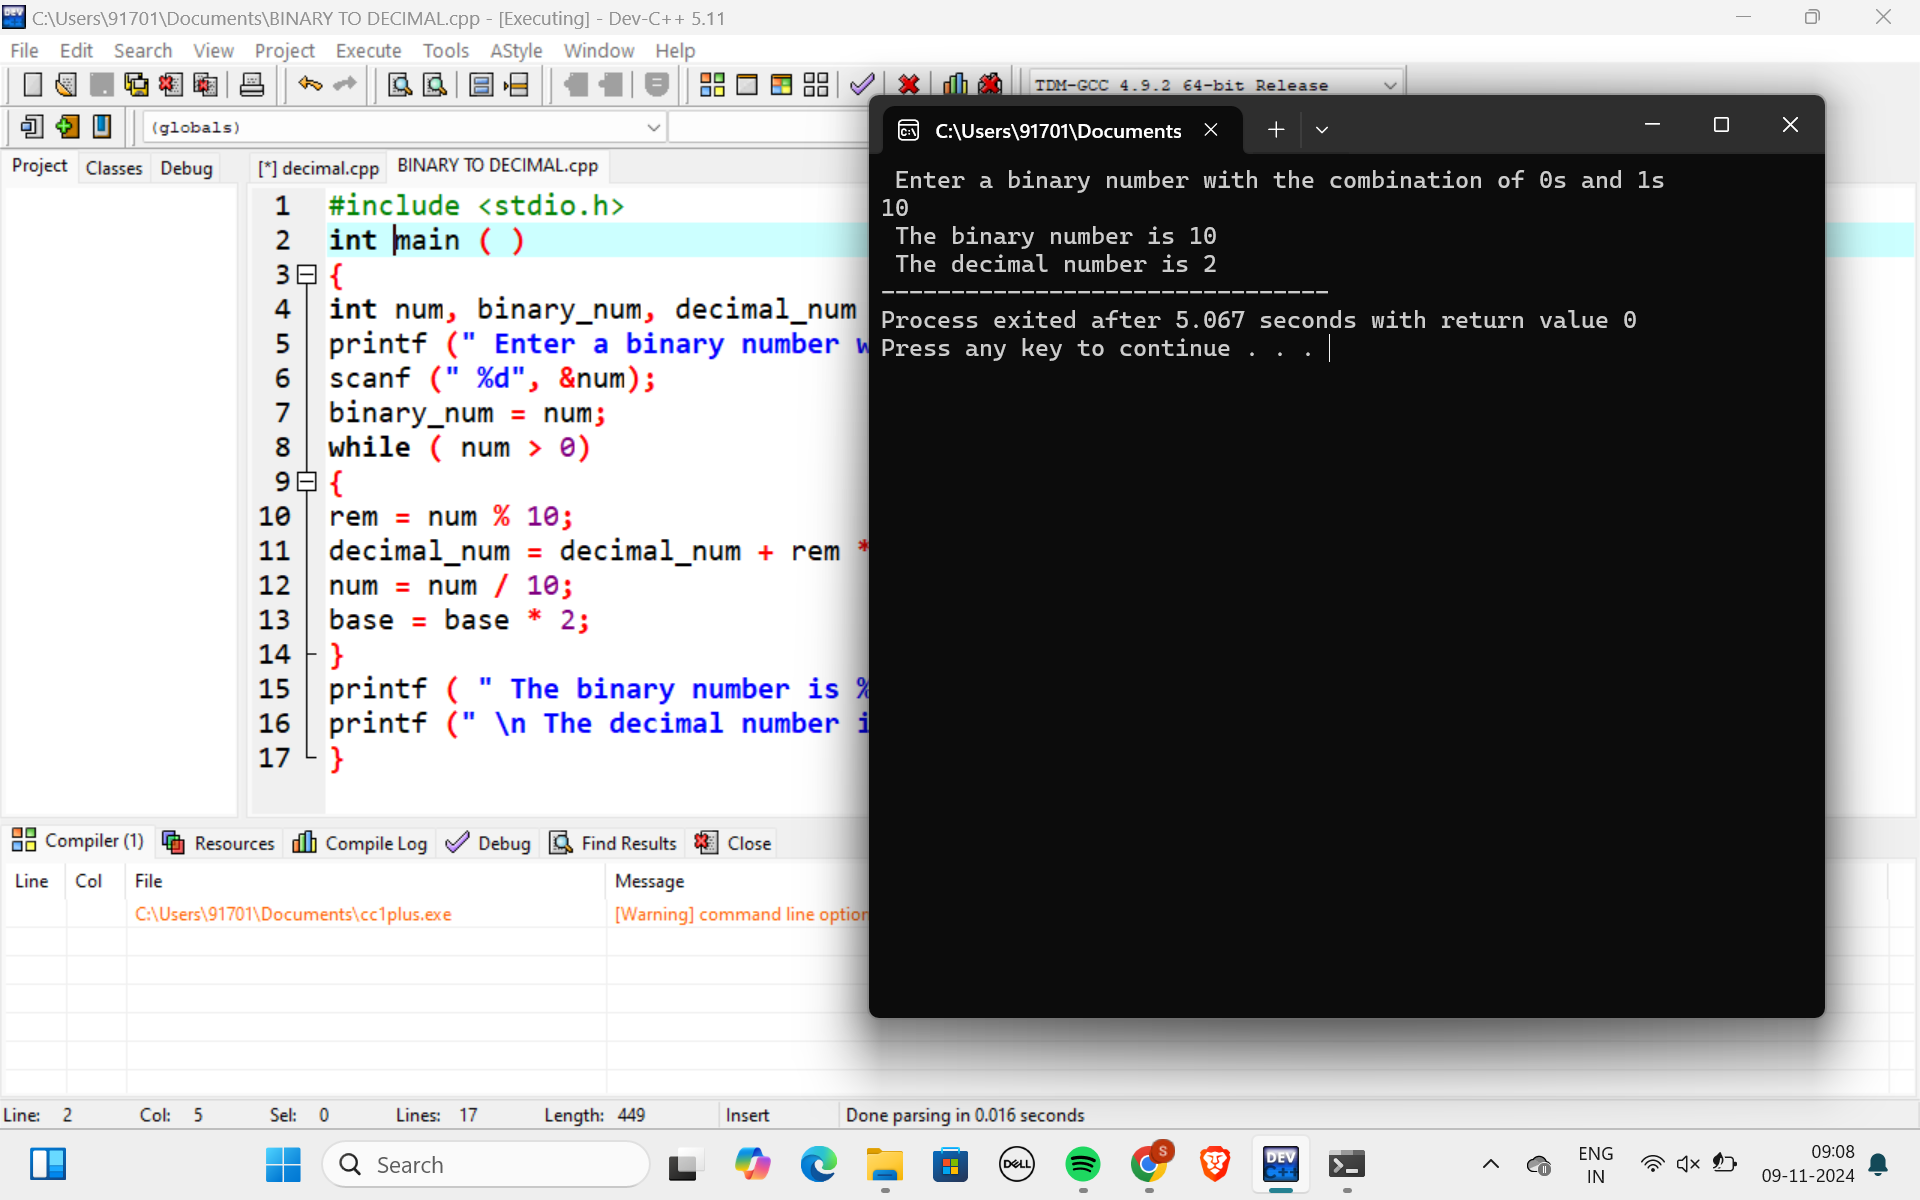 C:\Users\91701\Documents\BINARY TO DECIMAL.cpp - [Executing] - Dev-C++ 5.11
File Edit Search View Project Execute Tools AStyle Window Help
TDM-GCC 4.9.2 64-bit Release
(globals)
Project Classes Debug
[*] decimal.cpp BINARY TO DECIMAL.cpp
1 #include <stdio.h>
2 int main ( )
3 {
4 int num, binary_num, decimal_num
5 printf (" Enter a binary number w
6 scanf (" %d", &num);
7 binary_num = num;
8 while ( num > 0)
9 {
10 rem = num % 10;
11 decimal_num = decimal_num + rem *
12 num = num / 10;
13 base = base * 2;
14 }
15 printf ( " The binary number is %
16 printf (" \n The decimal number i
17 }
C:\Users\91701\Documents
Enter a binary number with the combination of 0s and 1s
10
The binary number is 10
The decimal number is 2
--------------------------------
Process exited after 5.067 seconds with return value 0
Press any key to continue . . .
Compiler (1) Resources Compile Log Debug Find Results Close
Line Col File Message
C:\Users\91701\Documents\cc1plus.exe [Warning] command line option
Line: 2 Col: 5 Sel: 0 Lines: 17 Length: 449 Insert Done parsing in 0.016 seconds
Search
DELL
S
DEV
C++
ENG
IN
09:08
09-11-2024